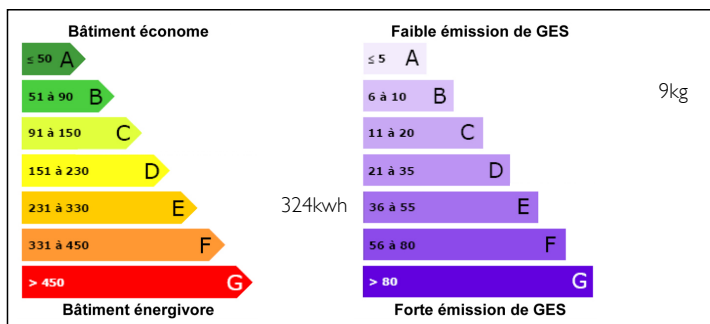 Bâtiment économe
≤ 50 A
51 à 90 B
91 à 150 C
151 à 230 D
231 à 330 E
324kwh
331 à 450 F
> 450 G
Bâtiment énergivore
Faible émission de GES
≤ 5 A
6 à 10 B
9kg
11 à 20 C
21 à 35 D
36 à 55 E
56 à 80 F
> 80 G
Forte émission de GES